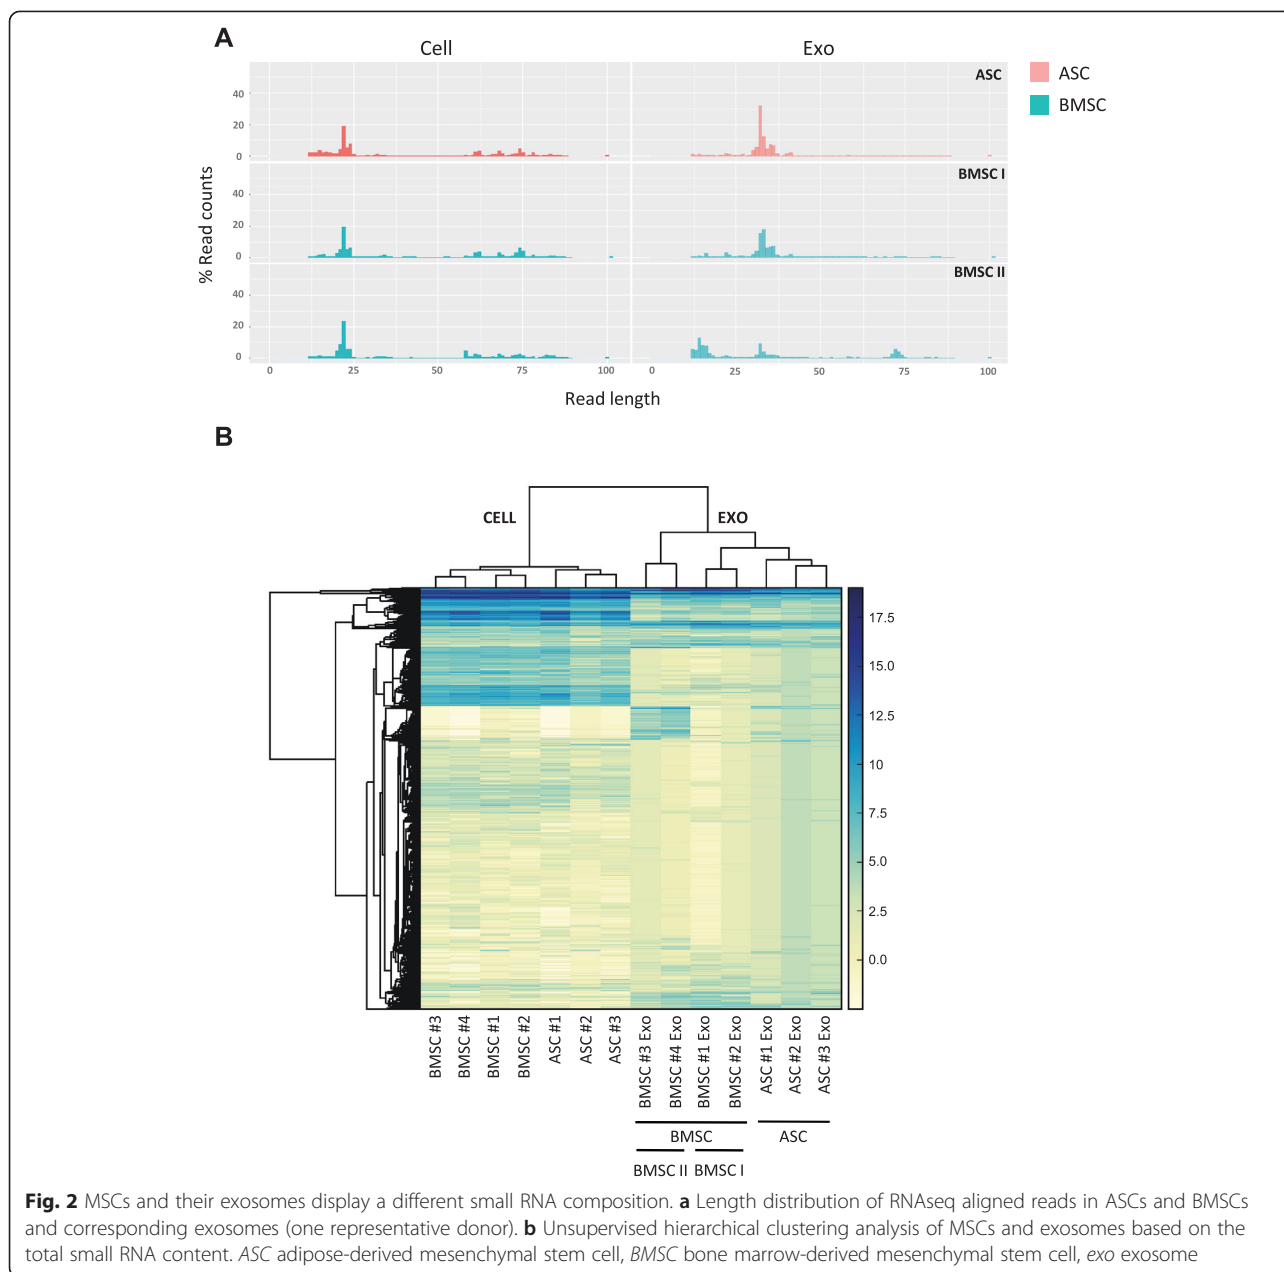 A
Cell
Exo
ASC
ASC
BMSC
40
20
0
BMSC I
40
20
0
BMSC II
40
20
0
% Read counts
0 25 50 75 100 0 25 50 75 100
Read length
B
CELL EXO
17.5
15.0
12.5
10
7.5
5.0
2.5
0.0
BMSC #3
BMSC #4
BMSC #1
BMSC #2
ASC #1
ASC #2
ASC #3
BMSC #3 Exo
BMSC #4 Exo
BMSC #1 Exo
BMSC #2 Exo
ASC #1 Exo
ASC #2 Exo
ASC #3 Exo
BMSC ASC
BMSC II BMSC I
Fig. 2 MSCs and their exosomes display a different small RNA composition. a Length distribution of RNAseq aligned reads in ASCs and BMSCs
and corresponding exosomes (one representative donor). b Unsupervised hierarchical clustering analysis of MSCs and exosomes based on the
total small RNA content. ASC adipose-derived mesenchymal stem cell, BMSC bone marrow-derived mesenchymal stem cell, exo exosome